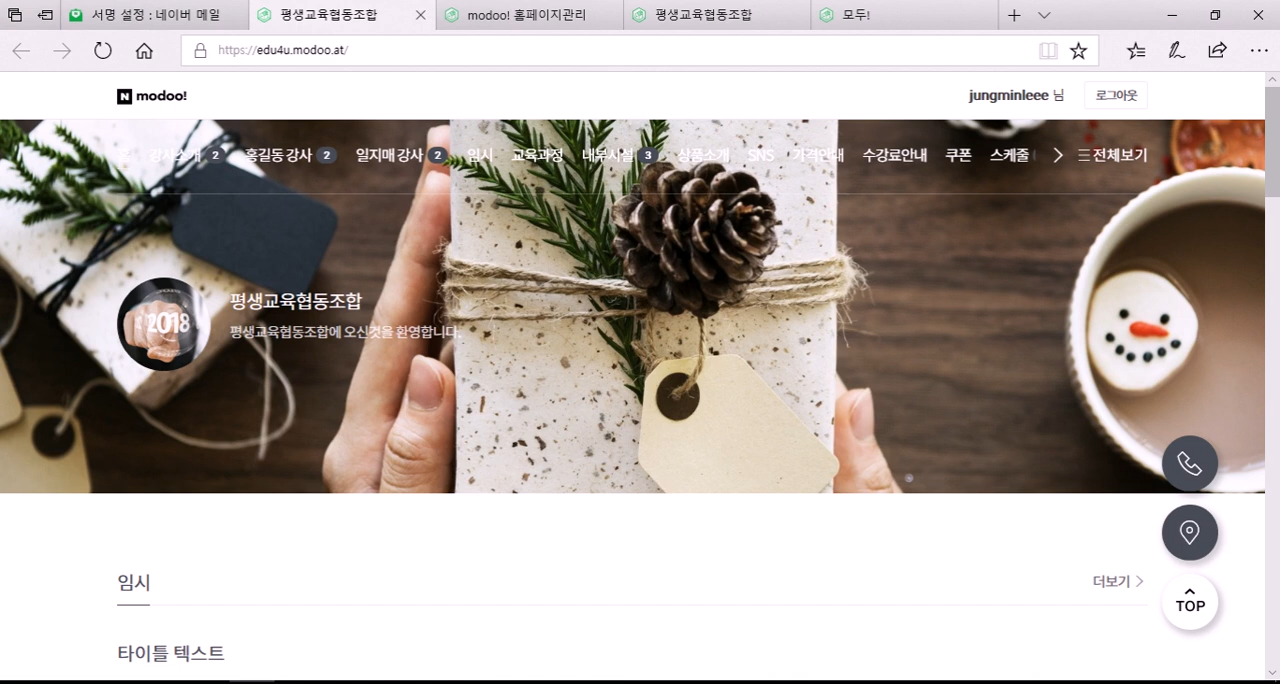 서명 설정 : 네이버 메일
평생교육협동조합
modoo! 홈페이지관리
평생교육협동조합
모두!
https://edu4u.modoo.at/
N modoo!
jungminleee 님
로그아웃
홈 강사소개 2 홍길동 강사 2 일지매 강사 2 임시 교육과정 내부시설 3 상품소개 SNS 가격안내 수강료안내 쿠폰 스케줄 전체보기
2018
평생교육협동조합
평생교육협동조합에 오신것을 환영합니다.
임시
더보기
TOP
타이틀 텍스트